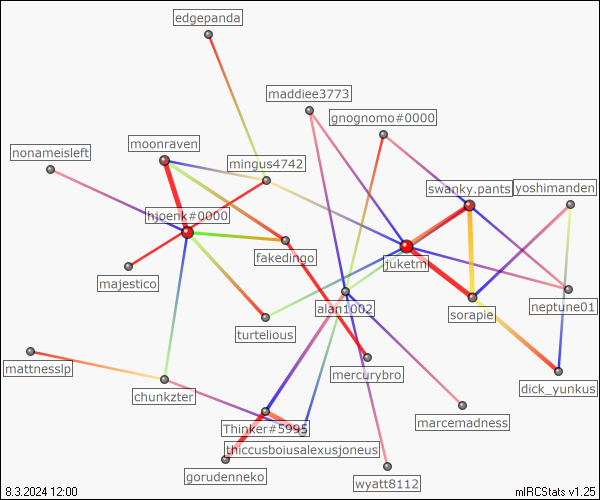 edgepanda
maddiee3773
gnognomo#0000
moonraven
nonameisleft
mingus4742
swanky.pants
yoshimanden
hjoenk#0000
fakedingo
juketm
majestico
alan1002
sorapie
neptune01
turtelious
mattnesslp
mercurybro
chunkzter
dick_yunkus
marcemadness
Thinker#5995
thiccusboiusalexusjoneus
gorudenneko
wyatt8112
8.3.2024 12:00
mIRCStats v1.25